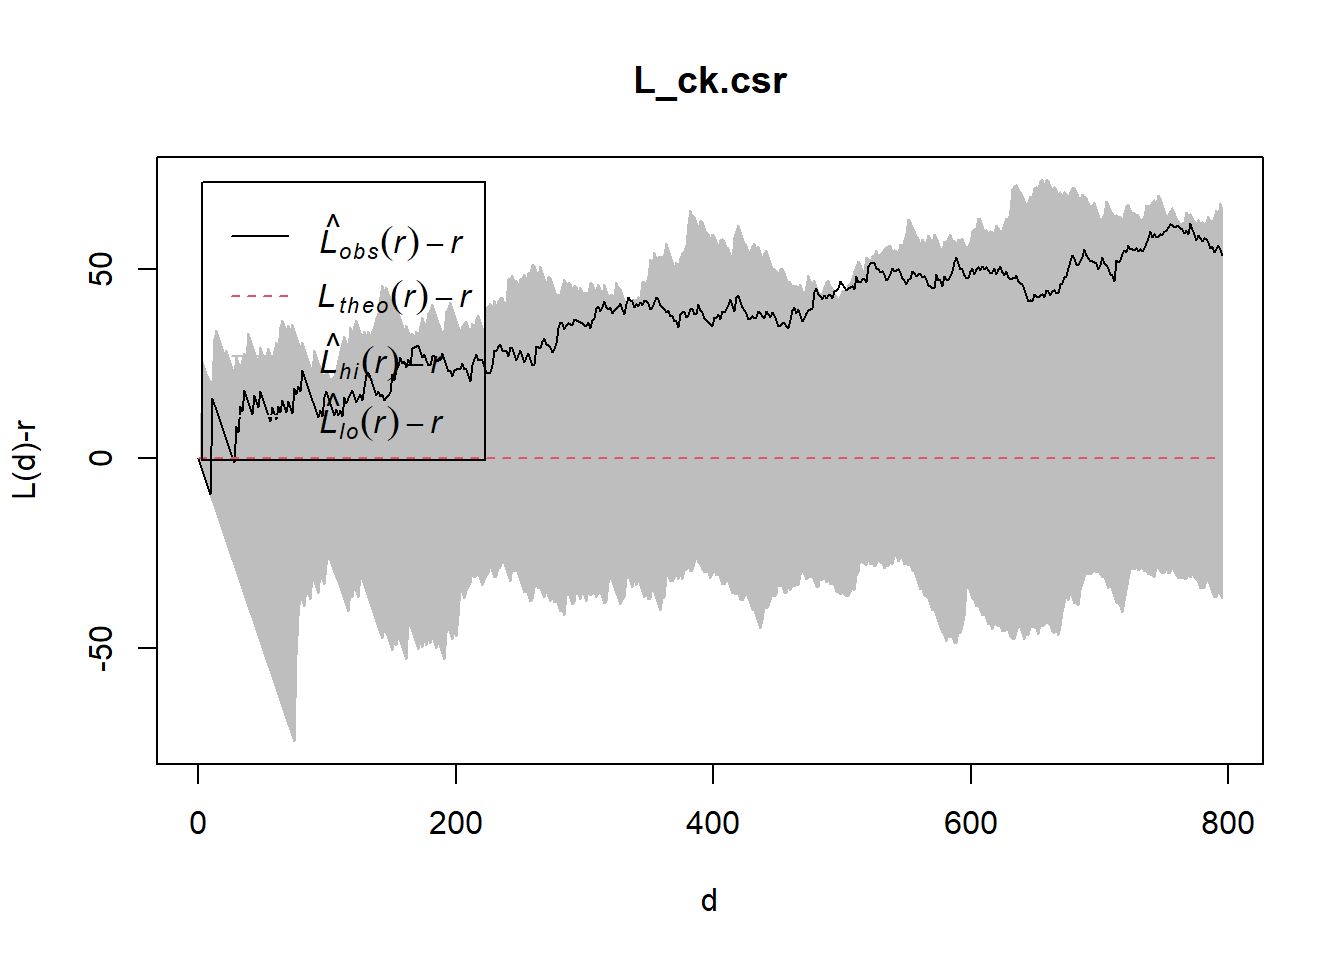 L_ck.csr
L̂obs(r) – r
Ltheo(r) – r
L̂hi(r) – r
L̂lo(r) – r
L(d)-r
50
0
-50
0 200 400 600 800
d